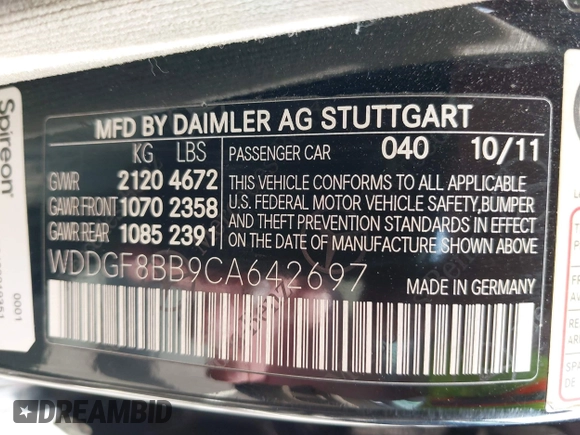 Spireon
0001
MFD BY DAIMLER AG STUTTGART
KG LBS
GVWR 2120 4672
GAWR FRONT 1070 2358
GAWR REAR 1085 2391
PASSENGER CAR 040 10/11
THIS VEHICLE CONFORMS TO ALL APPLICABLE
U.S. FEDERAL MOTOR VEHICLE SAFETY,BUMPER
AND THEFT PREVENTION STANDARDS IN EFFECT
ON THE DATE OF MANUFACTURE SHOWN ABOVE.
WDDGF8BB9CA642697
MADE IN GERMANY
DREAMBID